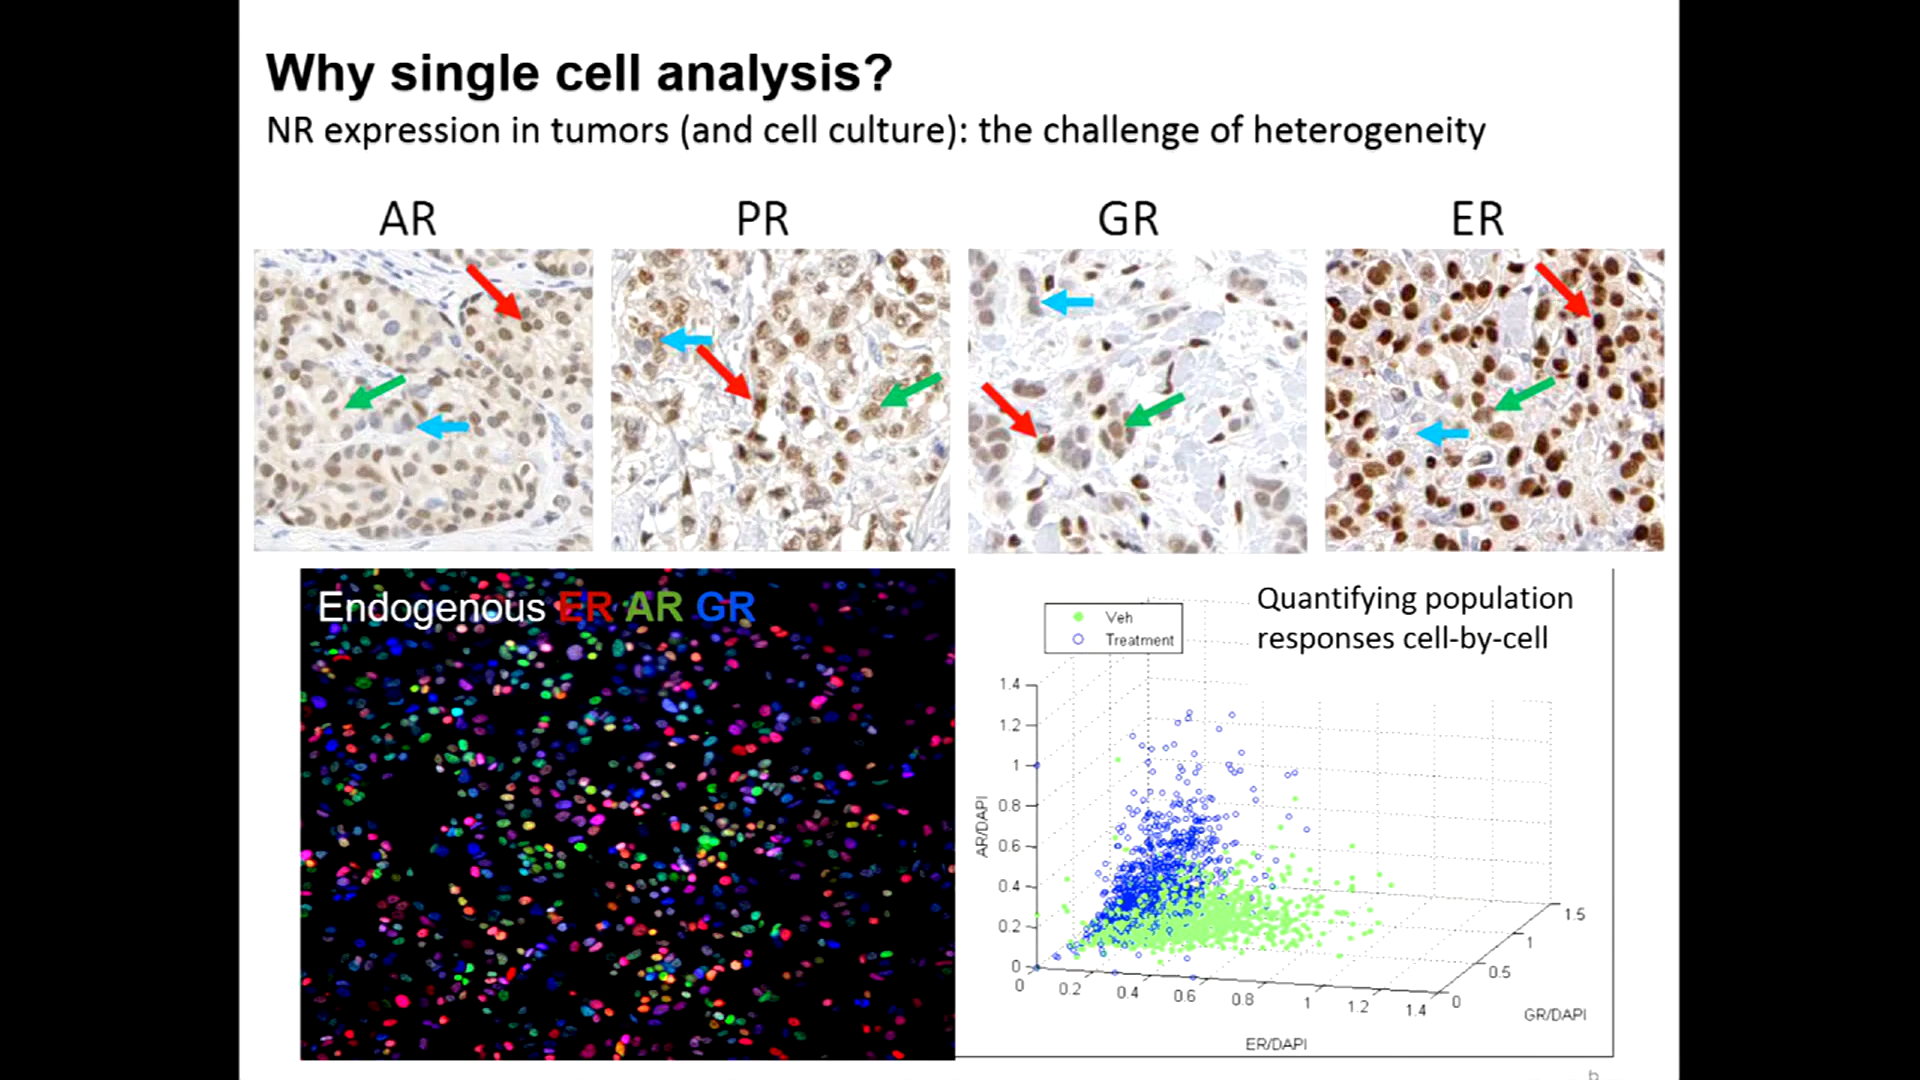 Why single cell analysis?
NR expression in tumors (and cell culture): the challenge of heterogeneity
AR
PR
GR
ER
Endogenous ER AR GR
Quantifying population
responses cell-by-cell
Veh
Treatment
1.4
1.2
1
0.8
0.6
0.4
0.2
0
AR/DAPI
0
0.2
0.4
0.6
0.8
1
1.2
1.4
ER/DAPI
0
0.5
1
1.5
GR/DAPI